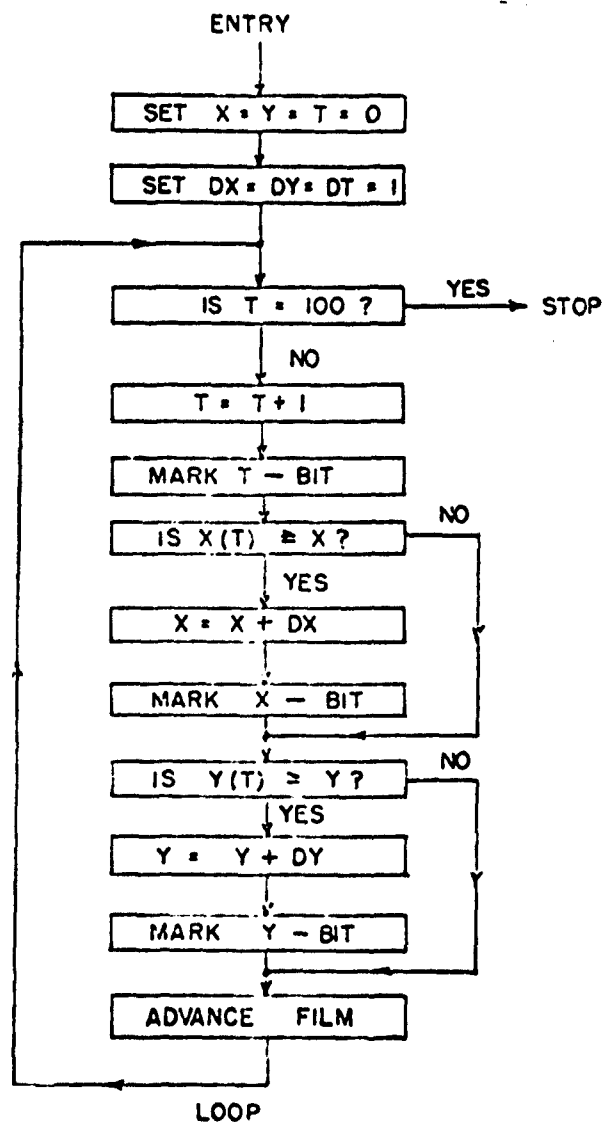 ENTRY
SET X = Y = T = 0
SET DX = DY = DT = 1
IS T = 100 ?
YES
STOP
NO
T = T + 1
MARK T - BIT
IS X(T) ≥ X ?
NO
YES
X = X + DX
MARK X - BIT
IS Y(T) ≥ Y ?
NO
YES
Y = Y + DY
MARK Y - BIT
ADVANCE FILM
LOOP